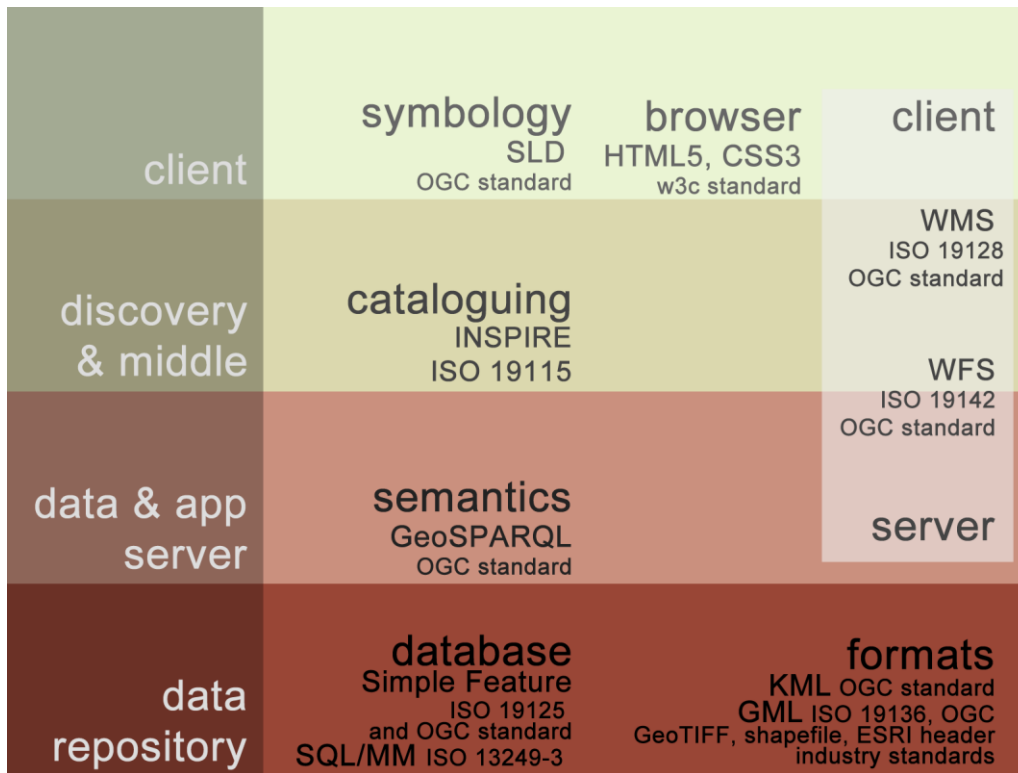 client
symbology
SLD
OGC standard
browser
HTML5, CSS3
w3c standard
client
discovery
& middle
cataloguing
INSPIRE
ISO 19115
WMS
ISO 19128
OGC standard
WFS
ISO 19142
OGC standard
data & app
server
semantics
GeoSPARQL
OGC standard
server
data
repository
database
Simple Feature
ISO 19125
and OGC standard
SQL/MM ISO 13249-3
formats
KML OGC standard
GML ISO 19136, OGC
GeoTIFF, shapefile, ESRI header
industry standards